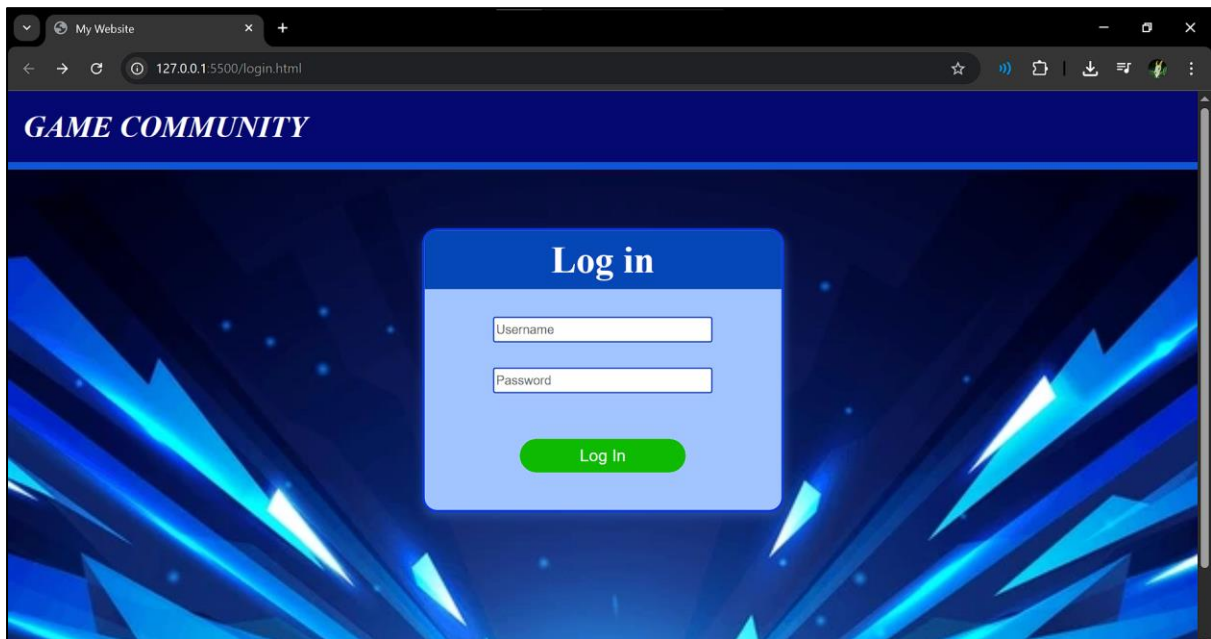 My Website
127.0.0.1:5500/login.html
GAME COMMUNITY
Log in
Username
Password
Log In